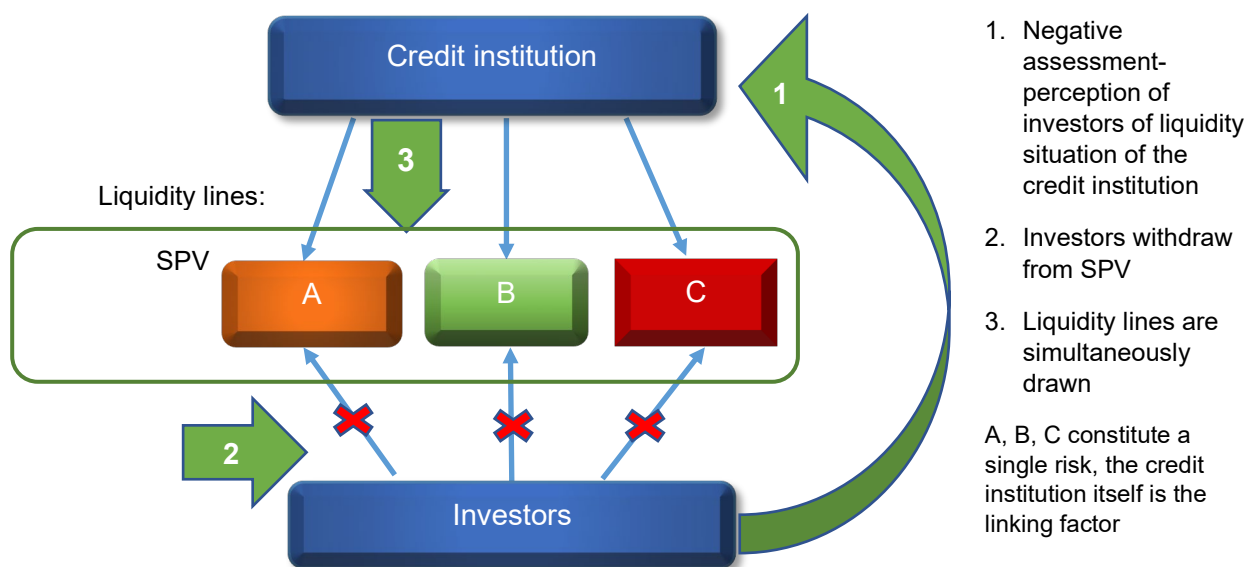 Credit institution
1
3
Liquidity lines:
SPV
A
B
C
2
Investors
1. Negative
assessment-
perception of
investors of liquidity
situation of the
credit institution
2. Investors withdraw
from SPV
3. Liquidity lines are
simultaneously
drawn
A, B, C constitute a
single risk, the credit
institution itself is the
linking factor